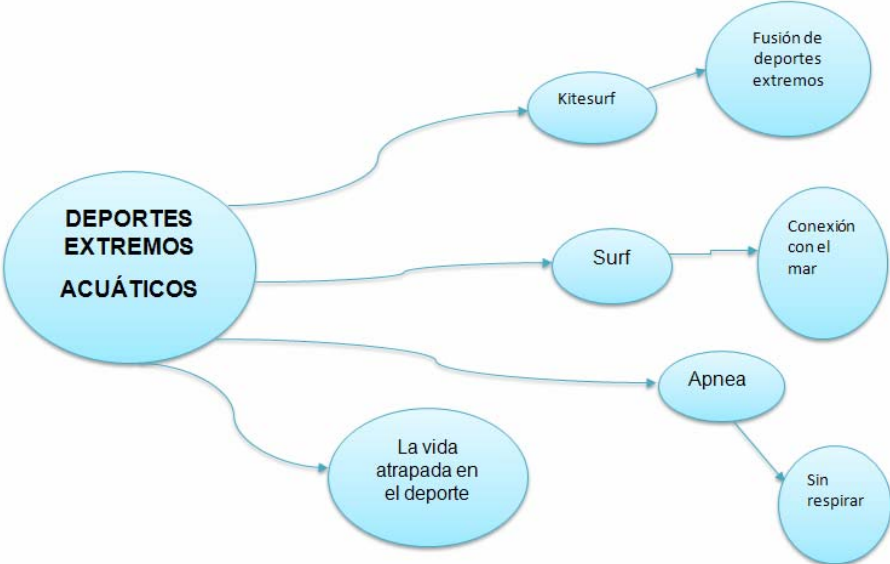 DEPORTES
EXTREMOS
ACUÁTICOS
Kitesurf
Fusión de
deportes
extremos
Surf
Conexión
con el
mar
Apnea
Sin
respirar
La vida
atrapada en
el deporte